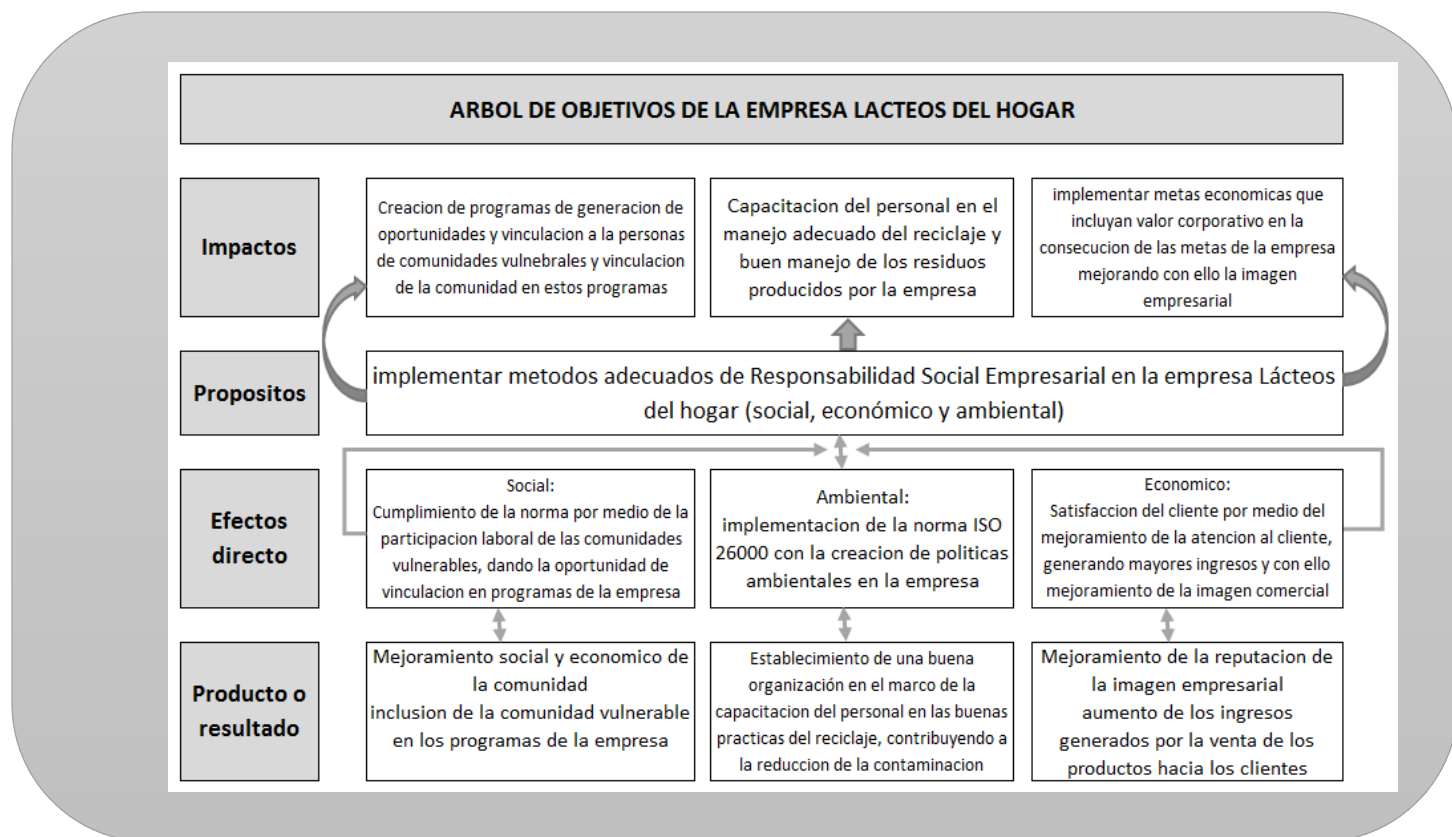 ARBOL DE OBJETIVOS DE LA EMPRESA LACTEOS DEL HOGAR
Impactos
Creacion de programas de generacion de
oportunidades y vinculacion a la personas
de comunidades vulnebrales y vinculacion
de la comunidad en estos programas
Capacitacion del personal en el
manejo adecuado del reciclaje y
buen manejo de los residuos
producidos por la empresa
implementar metas economicas que
incluyan valor corporativo en la
consecucion de las metas de la empresa
mejorando con ello la imagen
empresarial
Propositos
implementar metodos adecuados de Responsabilidad Social Empresarial en la empresa Lácteos
del hogar (social, económico y ambiental)
Efectos
directo
Social:
Cumplimiento de la norma por medio de la
participacion laboral de las comunidades
vulnerables, dando la oportunidad de
vinculacion en programas de la empresa
Ambiental:
implementacion de la norma ISO
26000 con la creacion de politicas
ambientales en la empresa
Economico:
Satisfaccion del cliente por medio del
mejoramiento de la atencion al cliente,
generando mayores ingresos y con ello
mejoramiento de la imagen comercial
Producto o
resultado
Mejoramiento social y economico de
la comunidad
inclusion de la comunidad vulnerable
en los programas de la empresa
Establecimiento de una buena
organización en el marco de la
capacitacion del personal en las buenas
practicas del reciclaje, contribuyendo a
la reduccion de la contaminacion
Mejoramiento de la reputacion de
la imagen empresarial
aumento de los ingresos
generados por la venta de los
productos hacia los clientes